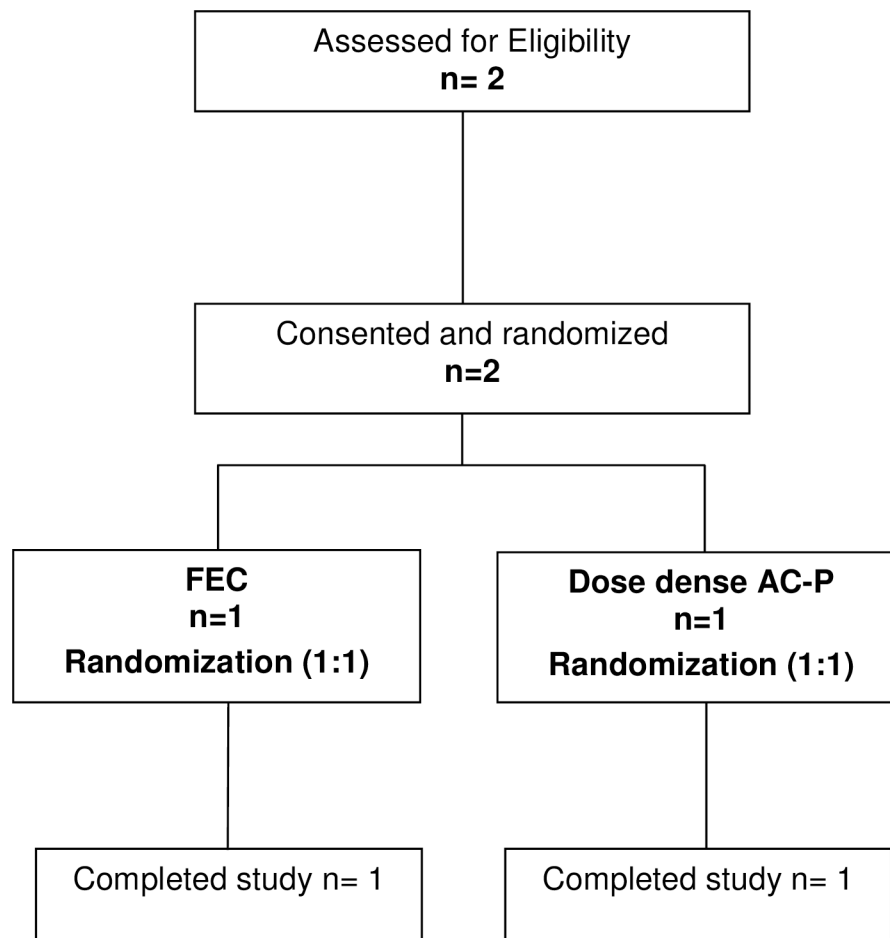 Assessed for Eligibility
n= 2
Consented and randomized
n=2
FEC
n=1
Randomization (1:1)
Dose dense AC-P
n=1
Randomization (1:1)
Completed study n= 1
Completed study n= 1